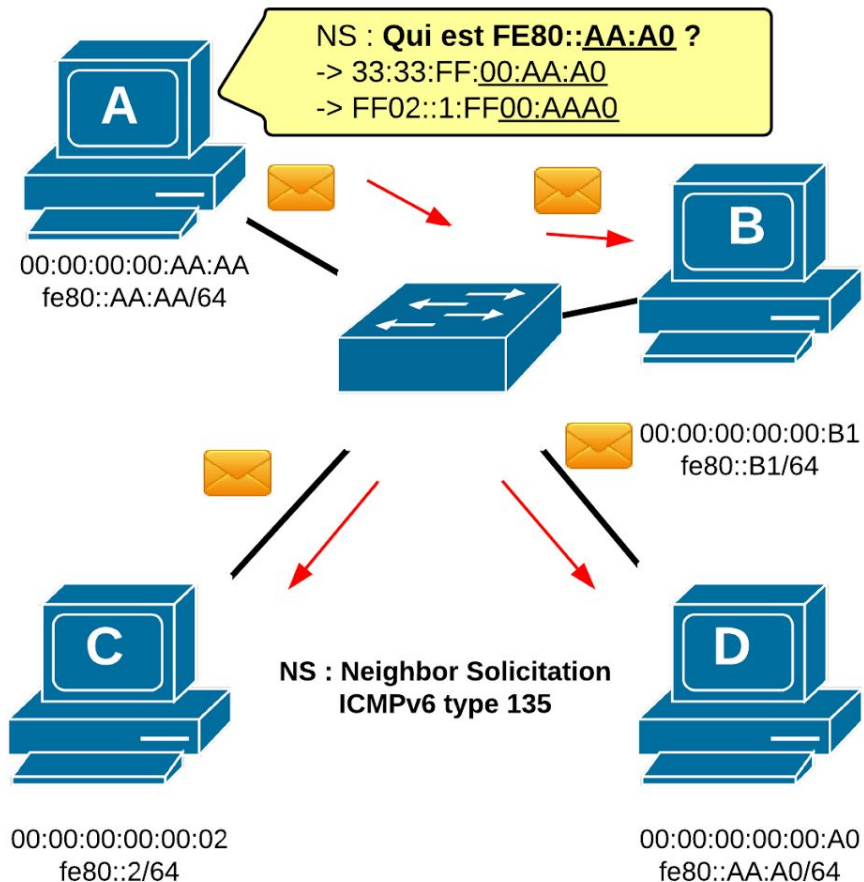 NS : Qui est FE80::AA:A0 ?
-> 33:33:FF:00:AA:A0
-> FF02::1:FF00:AAA0
A
B
00:00:00:00:AA:AA
fe80::AA:AA/64
00:00:00:00:00:B1
fe80::B1/64
C
D
NS : Neighbor Solicitation
ICMPv6 type 135
00:00:00:00:00:02
fe80::2/64
00:00:00:00:00:A0
fe80::AA:A0/64